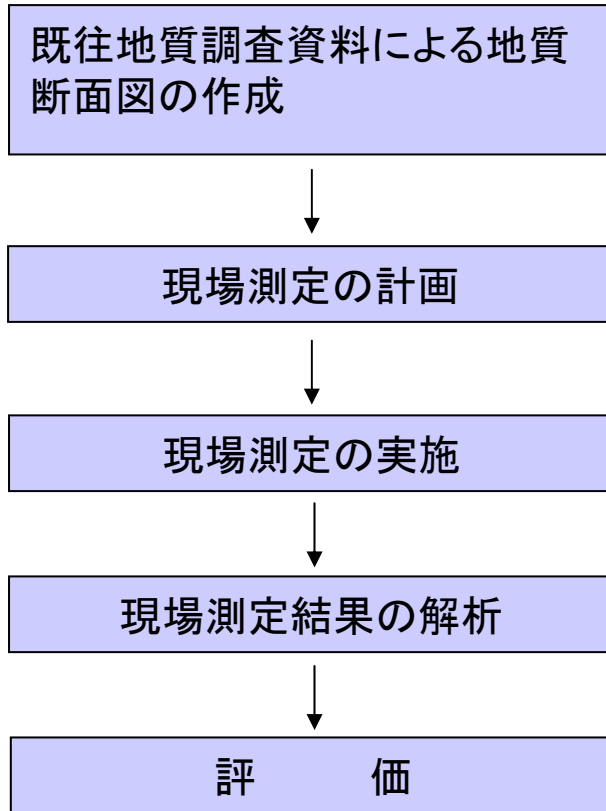 既往地質調査資料による地質
断面図の作成
現場測定の計画
現場測定の実施
現場測定結果の解析
評　　価